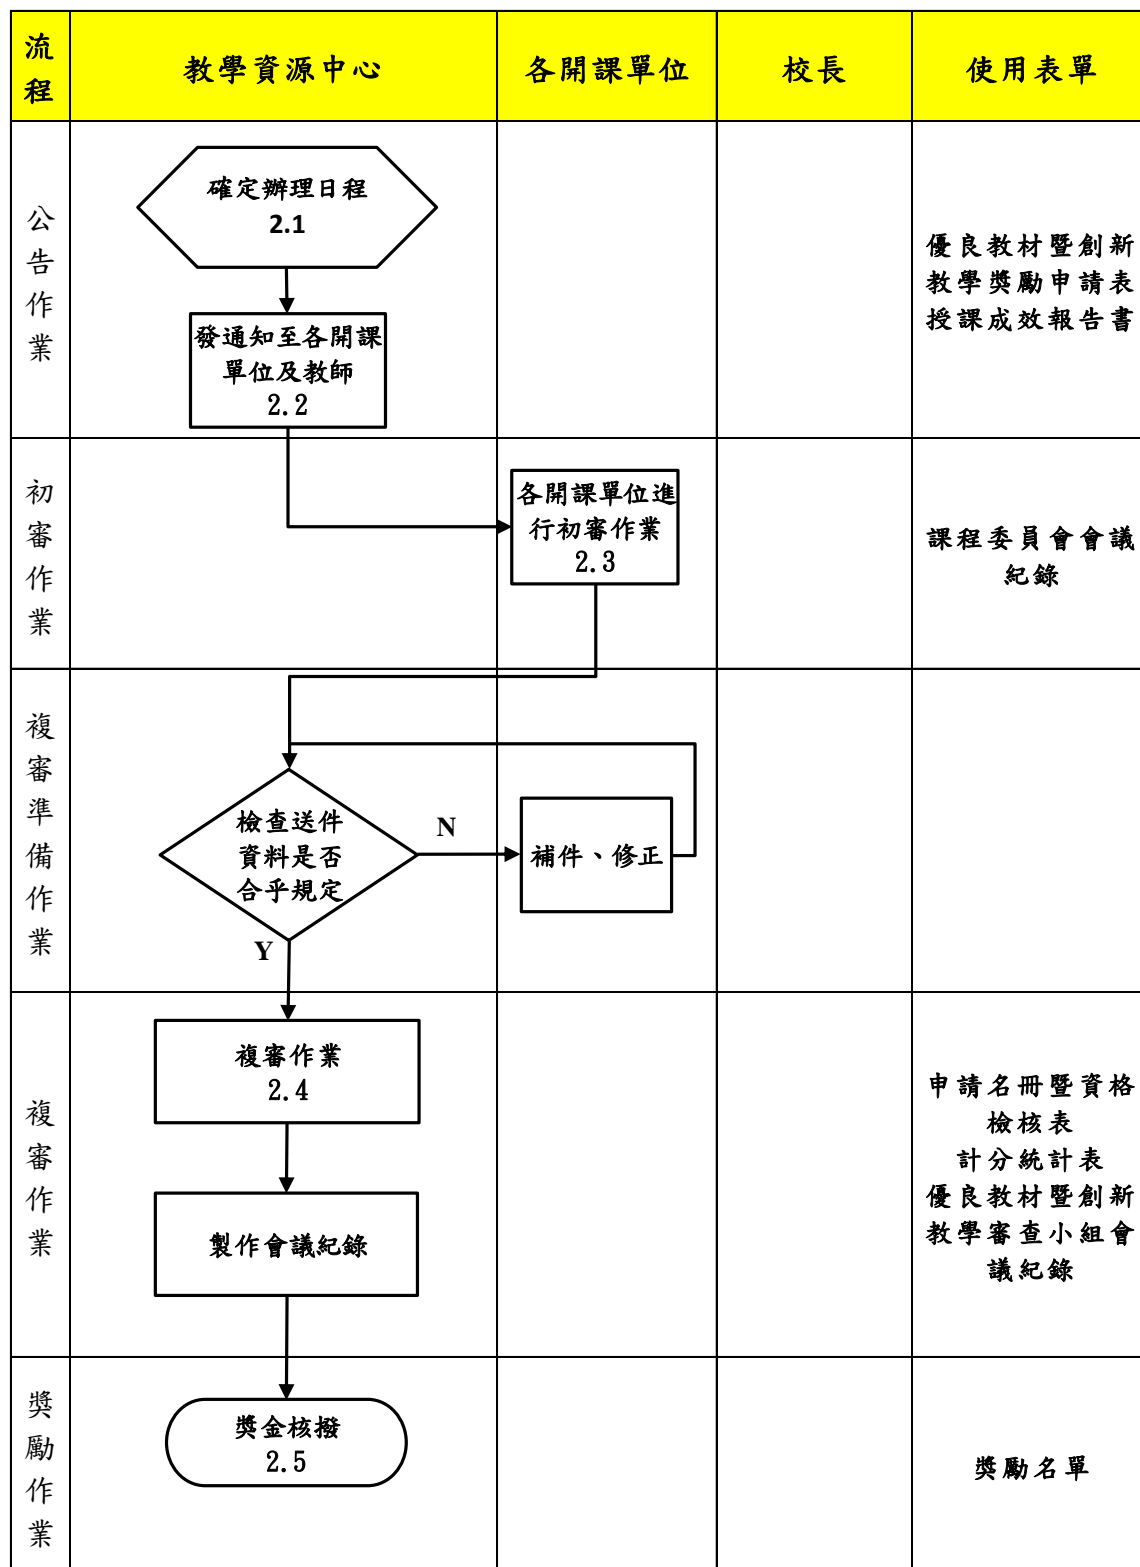 流程
教學資源中心
各開課單位
校長
使用表單
公告作業
確定辦理日程
2.1
發通知至各開課
單位及教師
2.2
優良教材暨創新
教學獎勵申請表
授課成效報告書
初審作業
各開課單位進
行初審作業
2.3
課程委員會會議
紀錄
複審準備作業
檢查送件
資料是否
合乎規定
N
補件、修正
Y
複審作業
複審作業
2.4
製作會議紀錄
申請名冊暨資格
檢核表
計分統計表
優良教材暨創新
教學審查小組會
議紀錄
獎勵作業
獎金核撥
2.5
獎勵名單